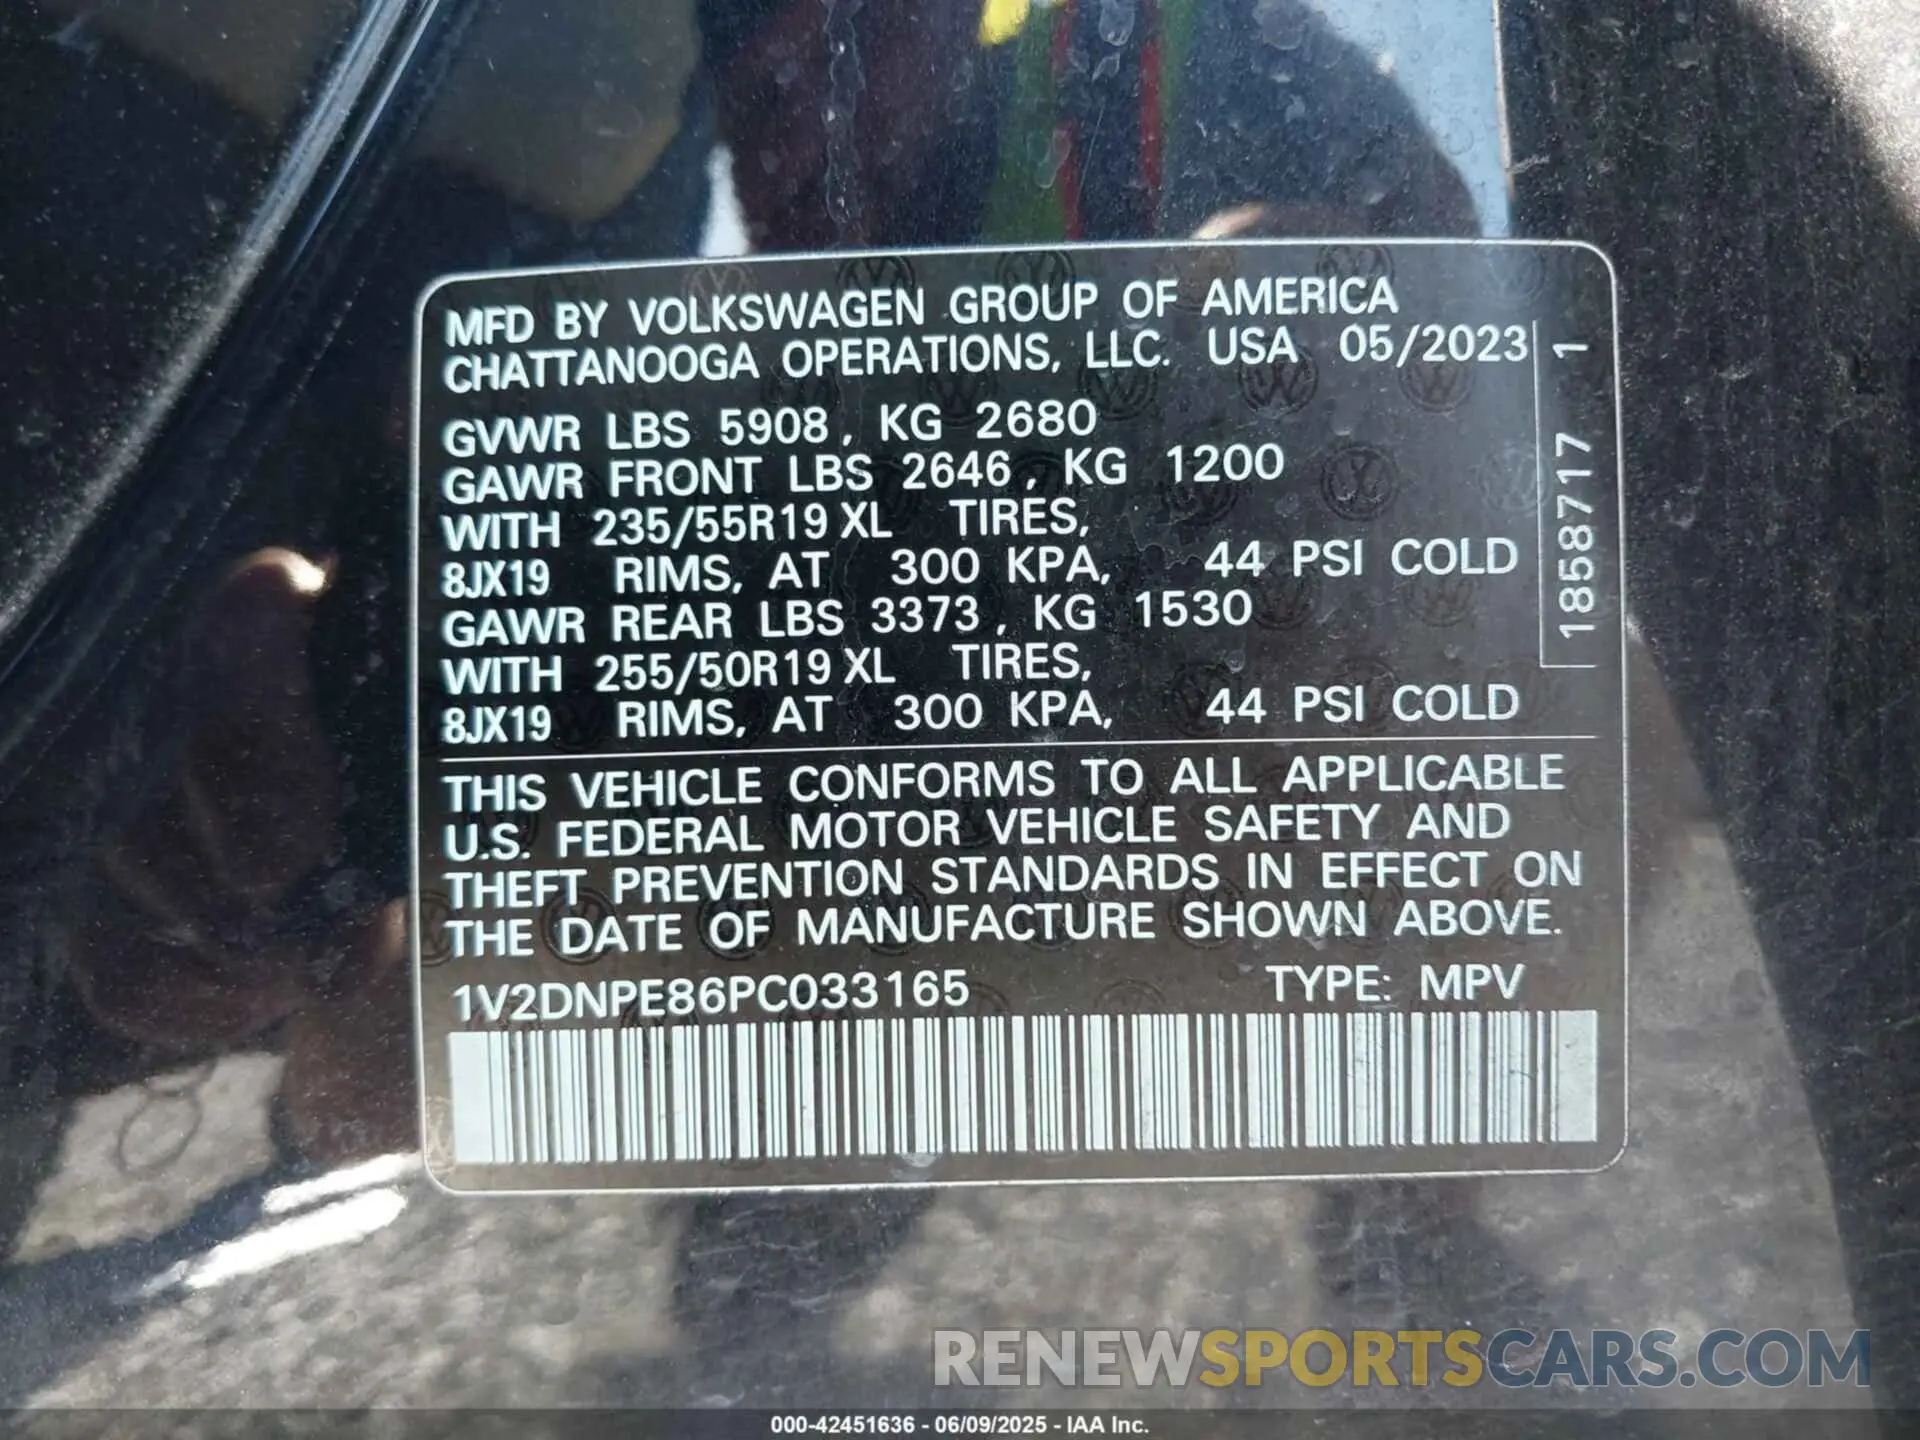 MFD BY VOLKSWAGEN GROUP OF AMERICA
CHATTANOOGA OPERATIONS, LLC. USA 05/2023
GVWR LBS 5908, KG 2680
GAWR FRONT LBS 2646, KG 1200
WITH 235/55R19 XL TIRES,
8JX19 RIMS, AT 300 KPA, 44 PSI COLD
GAWR REAR LBS 3373, KG 1530
WITH 255/50R19 XL TIRES,
8JX19 RIMS, AT 300 KPA, 44 PSI COLD
1858717 1
THIS VEHICLE CONFORMS TO ALL APPLICABLE
U.S. FEDERAL MOTOR VEHICLE SAFETY AND
THEFT PREVENTION STANDARDS IN EFFECT ON
THE DATE OF MANUFACTURE SHOWN ABOVE.
1V2DNPE86PC033165 TYPE: MPV
RENEWSPORTSCARS.COM
000-42451636 - 06/09/2025 - IAA Inc.